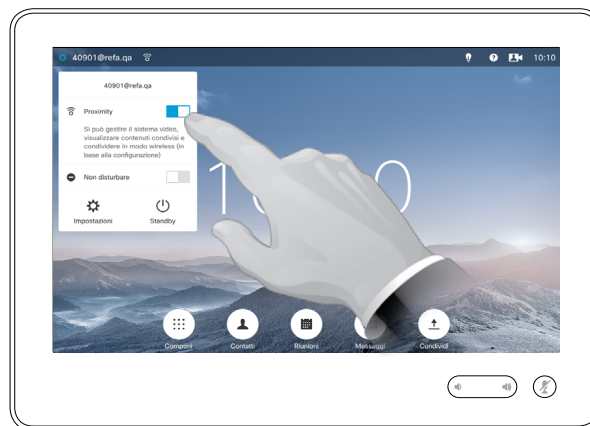 40901@refa.qa
10:10
40901@refa.qa
Proximity
Si può gestire il sistema video,
visualizzare contenuti condivisi e
condividere in modo wireless (in
base alla configurazione)
Non disturbare
Impostazioni
Standby
Componi
Contatti
Riunioni
Messaggi
Condividi